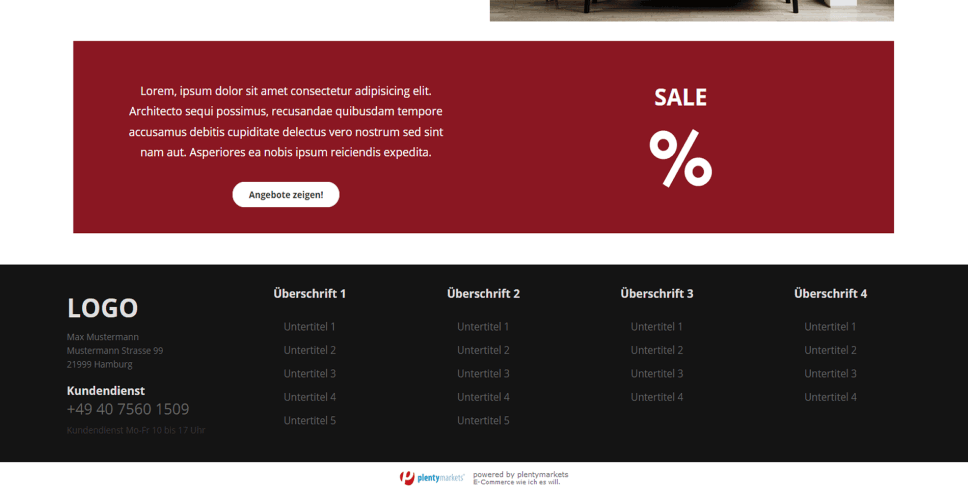 Lorem, ipsum dolor sit amet consectetur adipisicing elit.
Architecto sequi possimus, recusandae quibusdam tempore
accusamus debitis cupiditate delectus vero nostrum sed sint
nam aut. Asperiores ea nobis ipsum reiciendis expedita.
Angebote zeigen!
SALE
%
LOGO
Max Mustermann
Mustermann Strasse 99
21999 Hamburg
Kundendienst
+49 40 7560 1509
Kundendienst Mo-Fr 10 bis 17 Uhr
Überschrift 1
Untertitel 1
Untertitel 2
Untertitel 3
Untertitel 4
Untertitel 5
Überschrift 2
Untertitel 1
Untertitel 2
Untertitel 3
Untertitel 4
Untertitel 5
Überschrift 3
Untertitel 1
Untertitel 2
Untertitel 3
Untertitel 4
Überschrift 4
Untertitel 1
Untertitel 2
Untertitel 3
Untertitel 4
plentymarkets
powered by plentymarkets
E-Commerce wie ich es will.